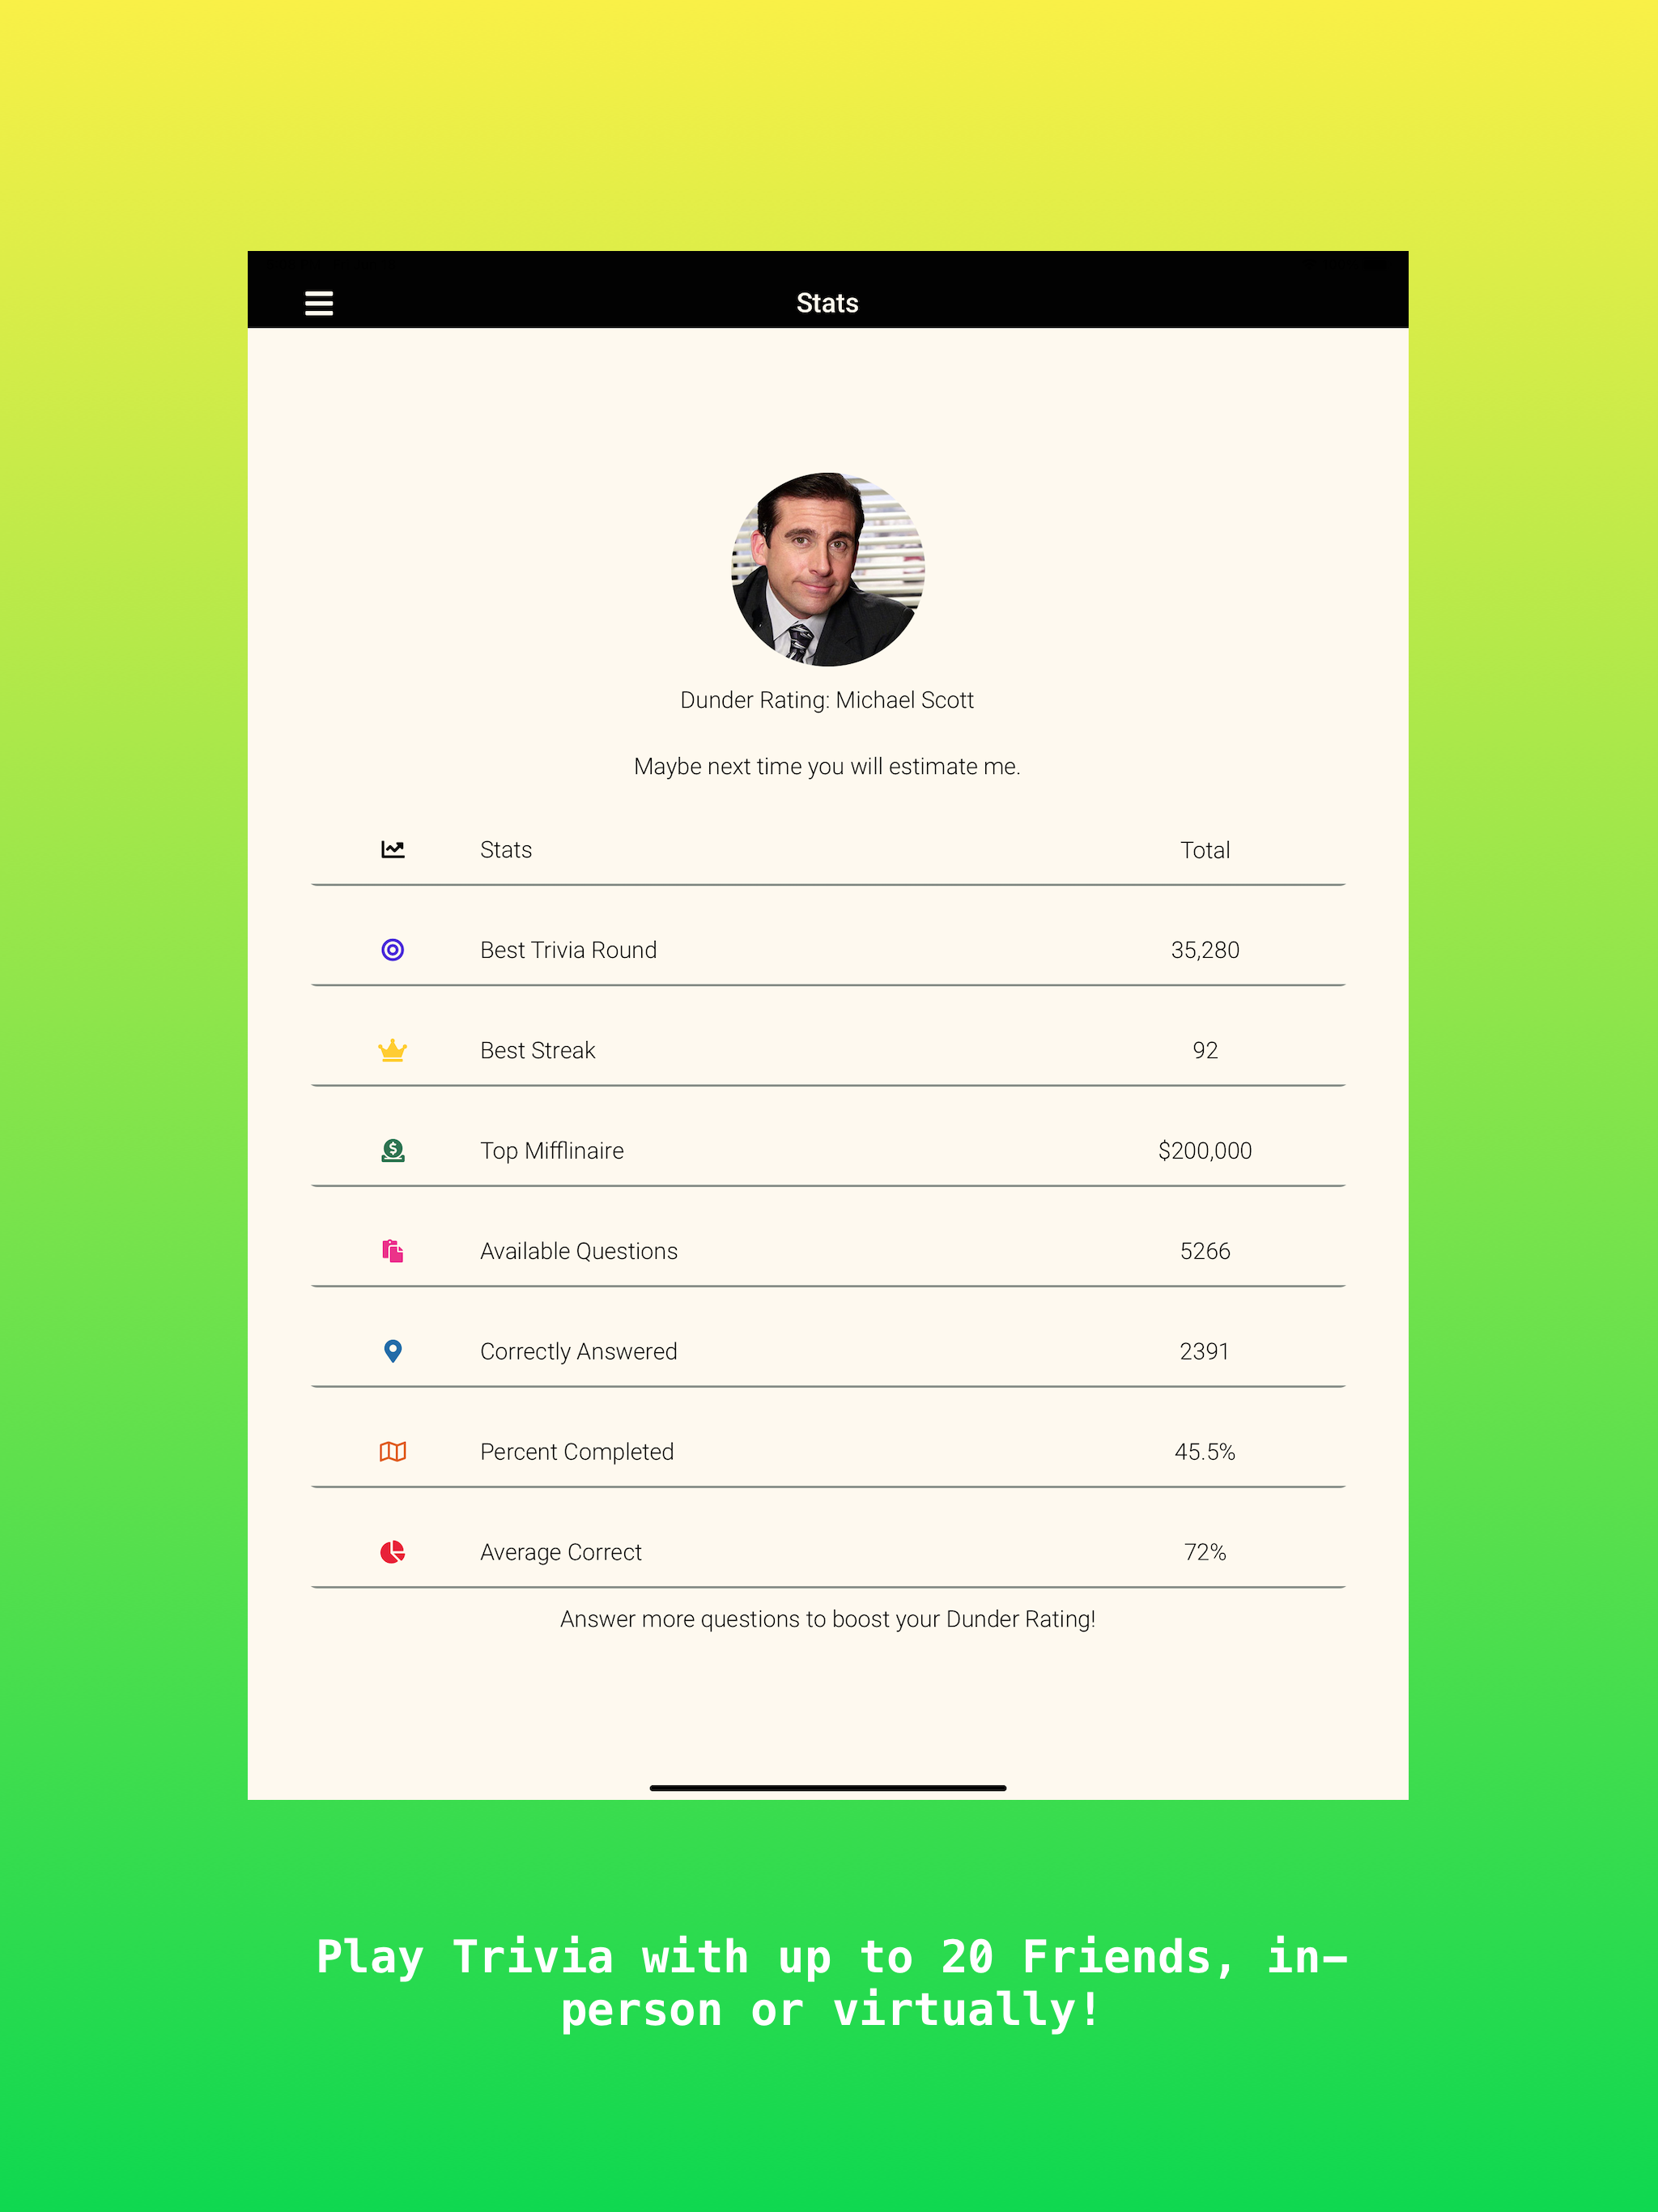 Stats
Dunder Rating: Michael Scott
Maybe next time you will estimate me.
Stats Total
Best Trivia Round 35,280
Best Streak 92
Top Mifflinaire $200,000
Available Questions 5266
Correctly Answered 2391
Percent Completed 45.5%
Average Correct 72%
Answer more questions to boost your Dunder Rating!
Play Trivia with up to 20 Friends, in-
person or virtually!